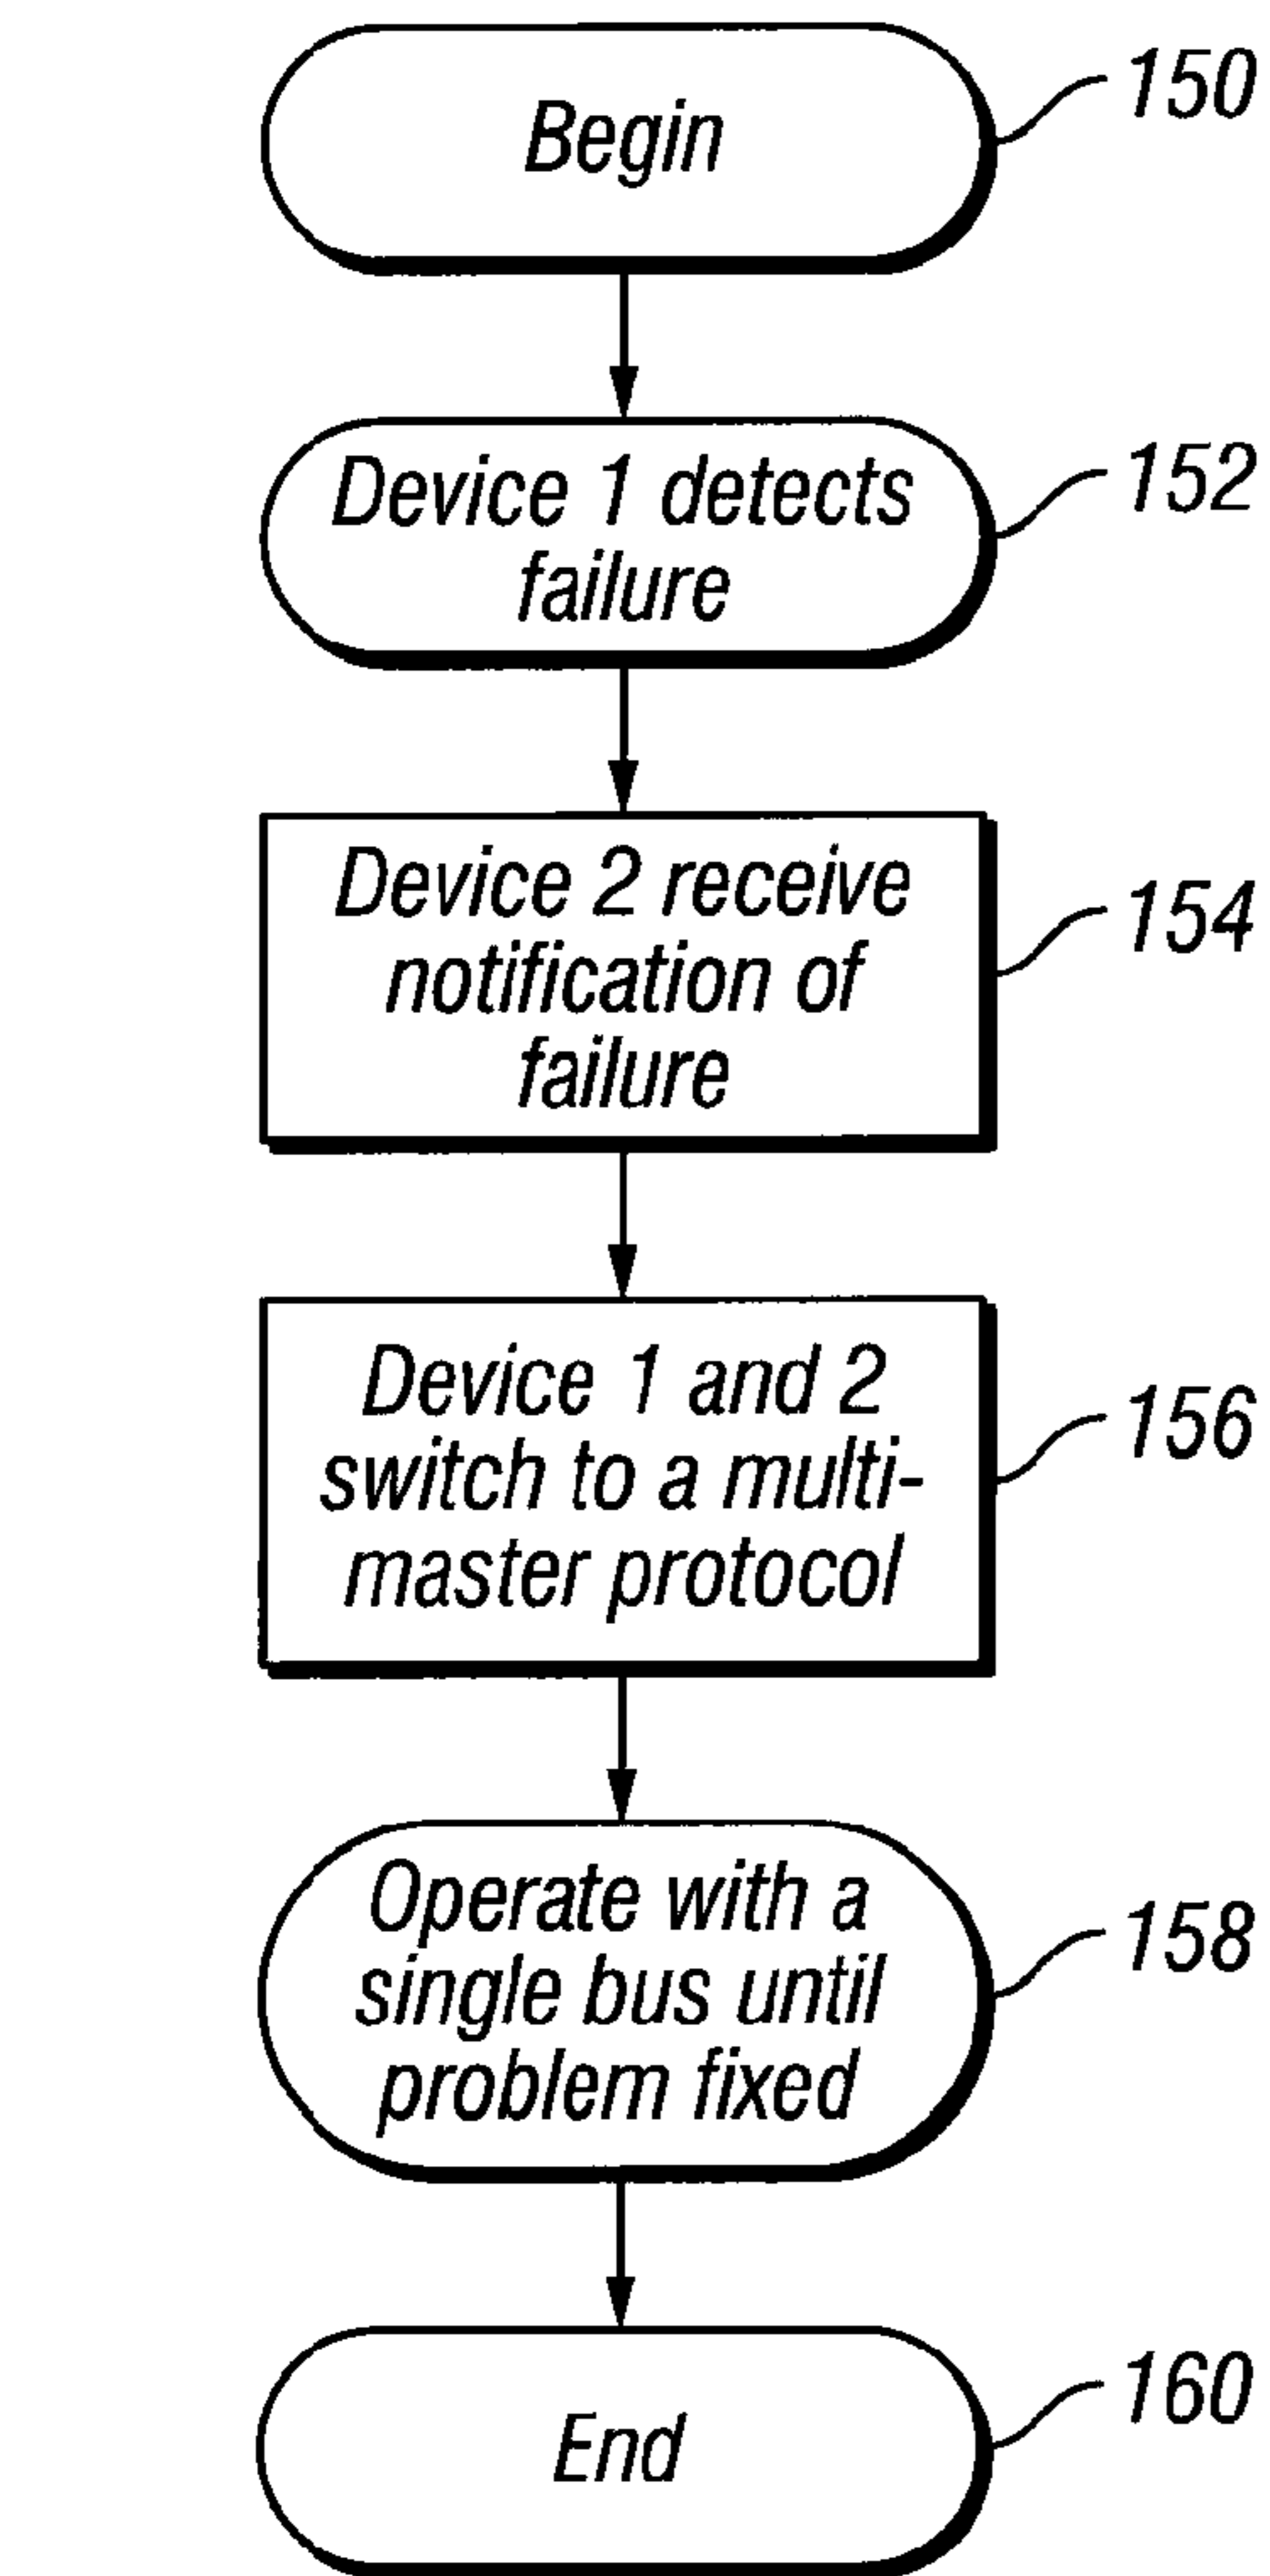 Begin
150
Device 1 detects
failure
152
Device 2 receive
notification of
failure
154
Device 1 and 2
switch to a multi-
master protocol
156
Operate with a
single bus until
problem fixed
158
End
160